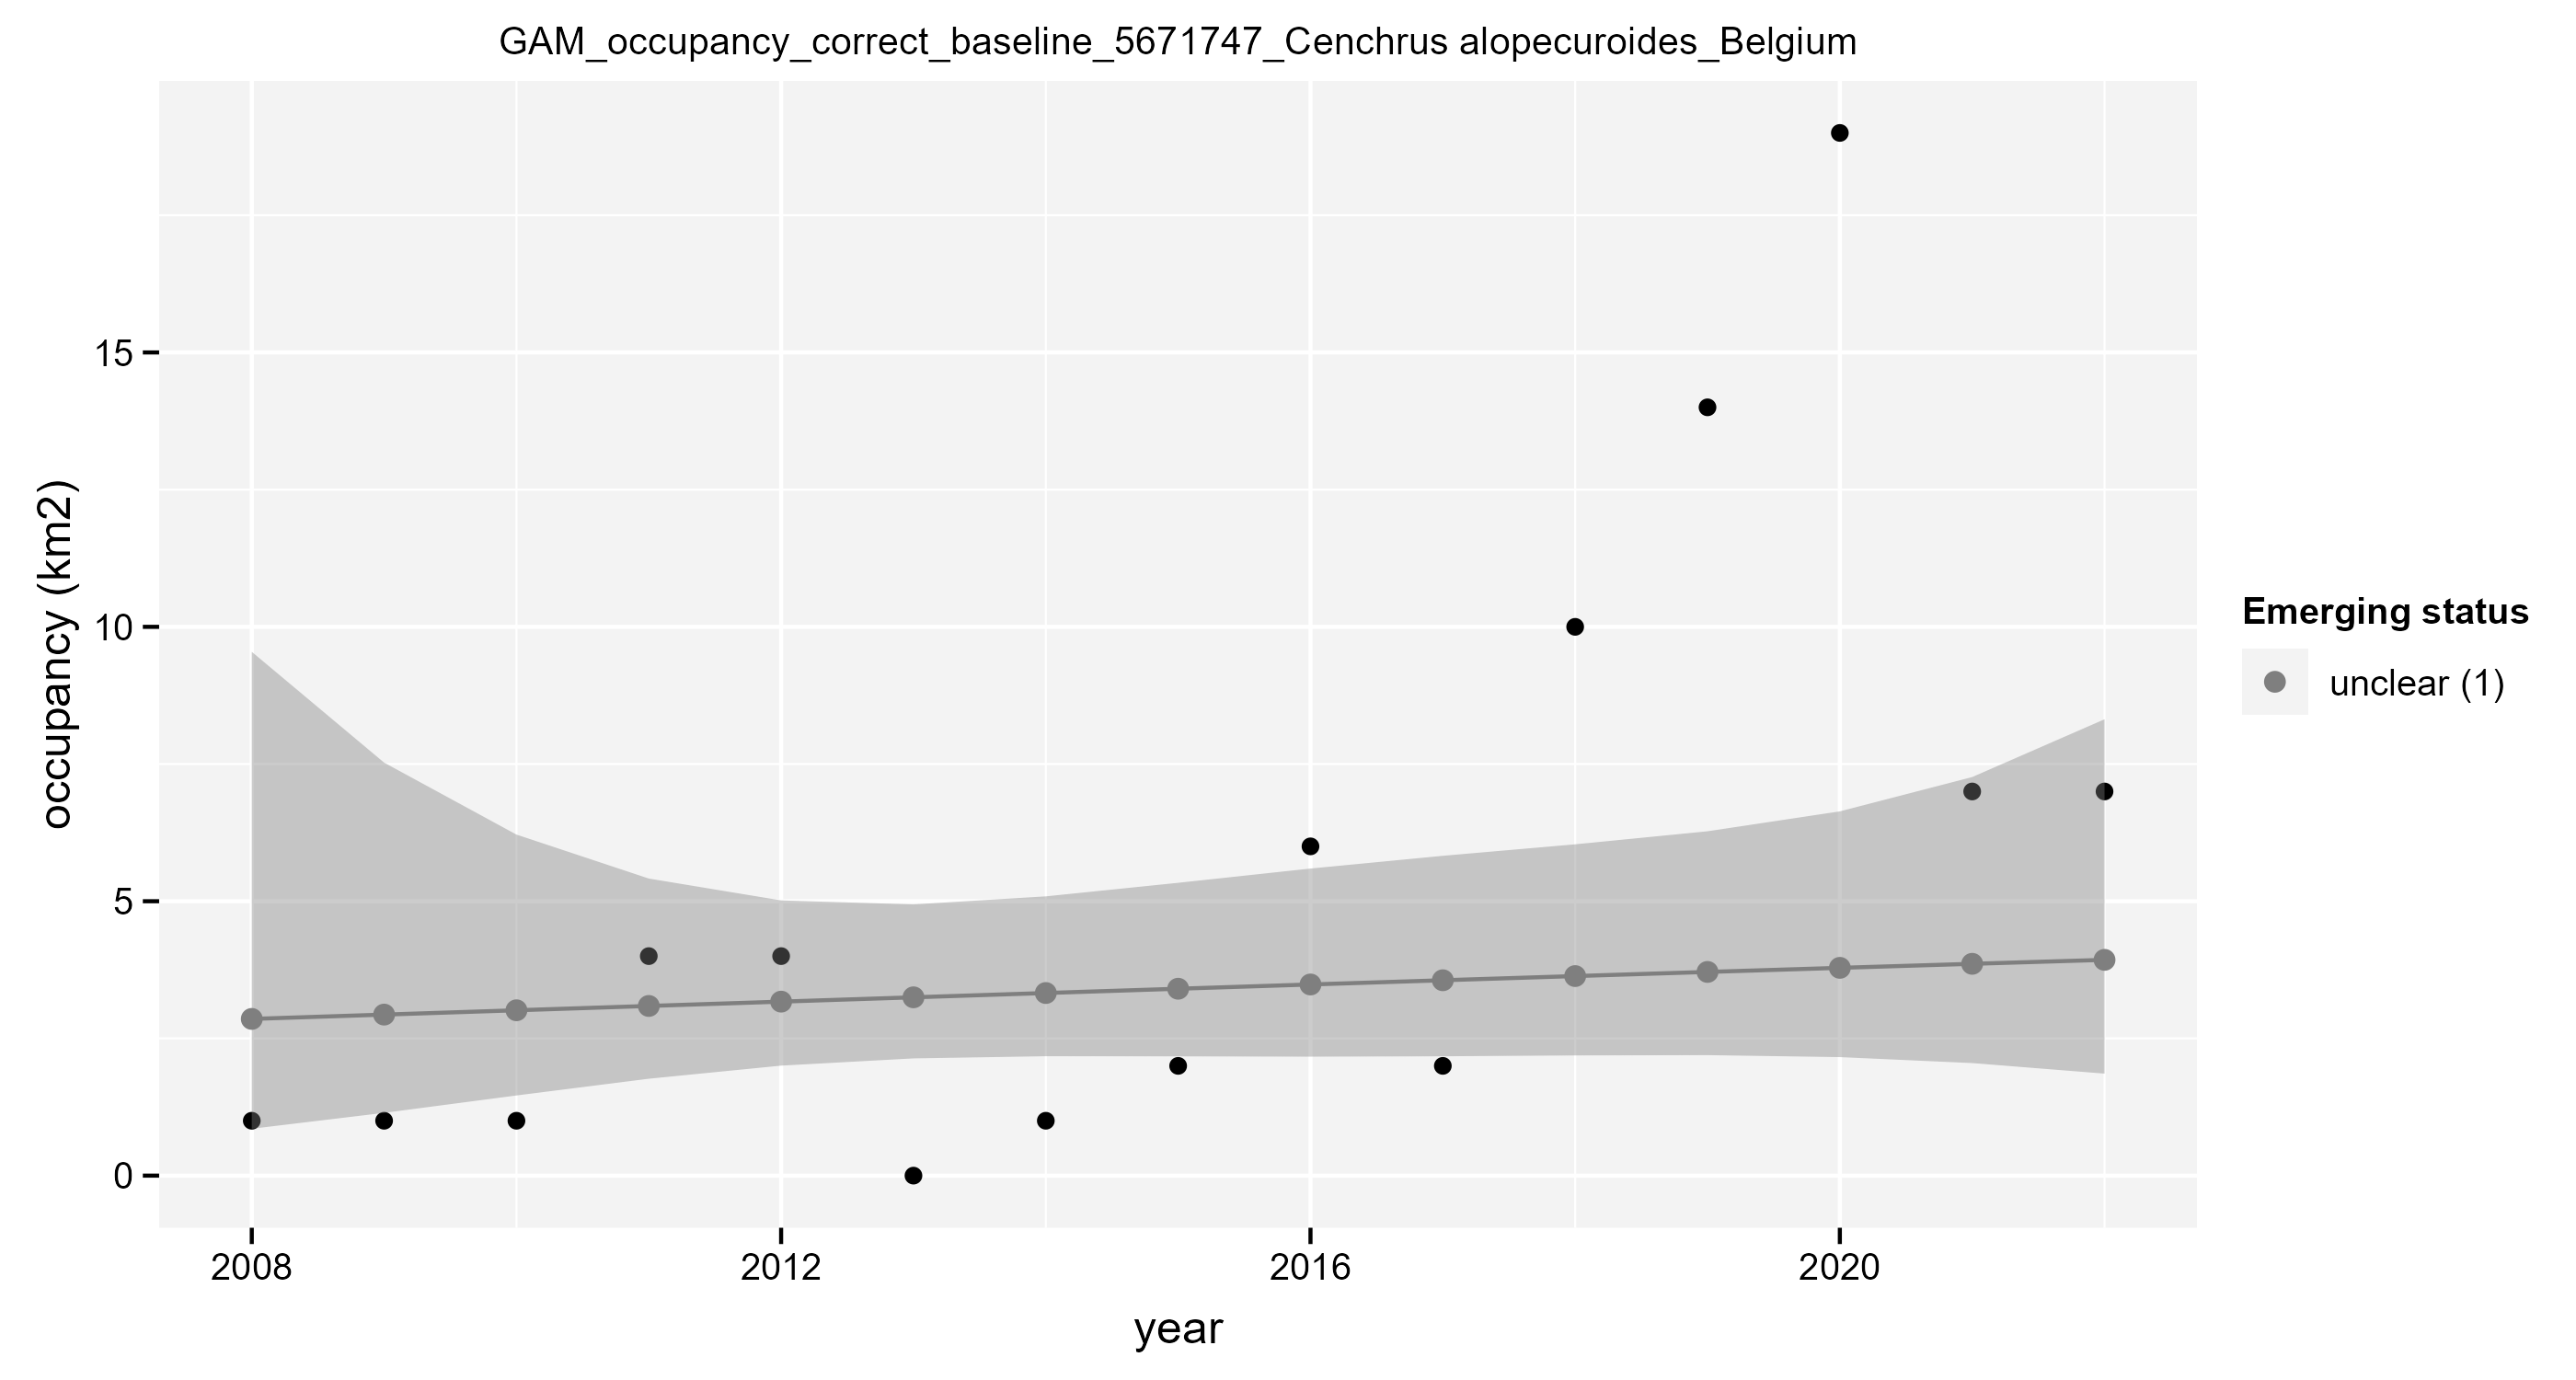 GAM_occupancy_correct_baseline_5671747_Cenchrus alopecuroides_Belgium
occupancy (km2)
15
10
5
0
2008 2012 2016 2020
year
Emerging status
unclear (1)